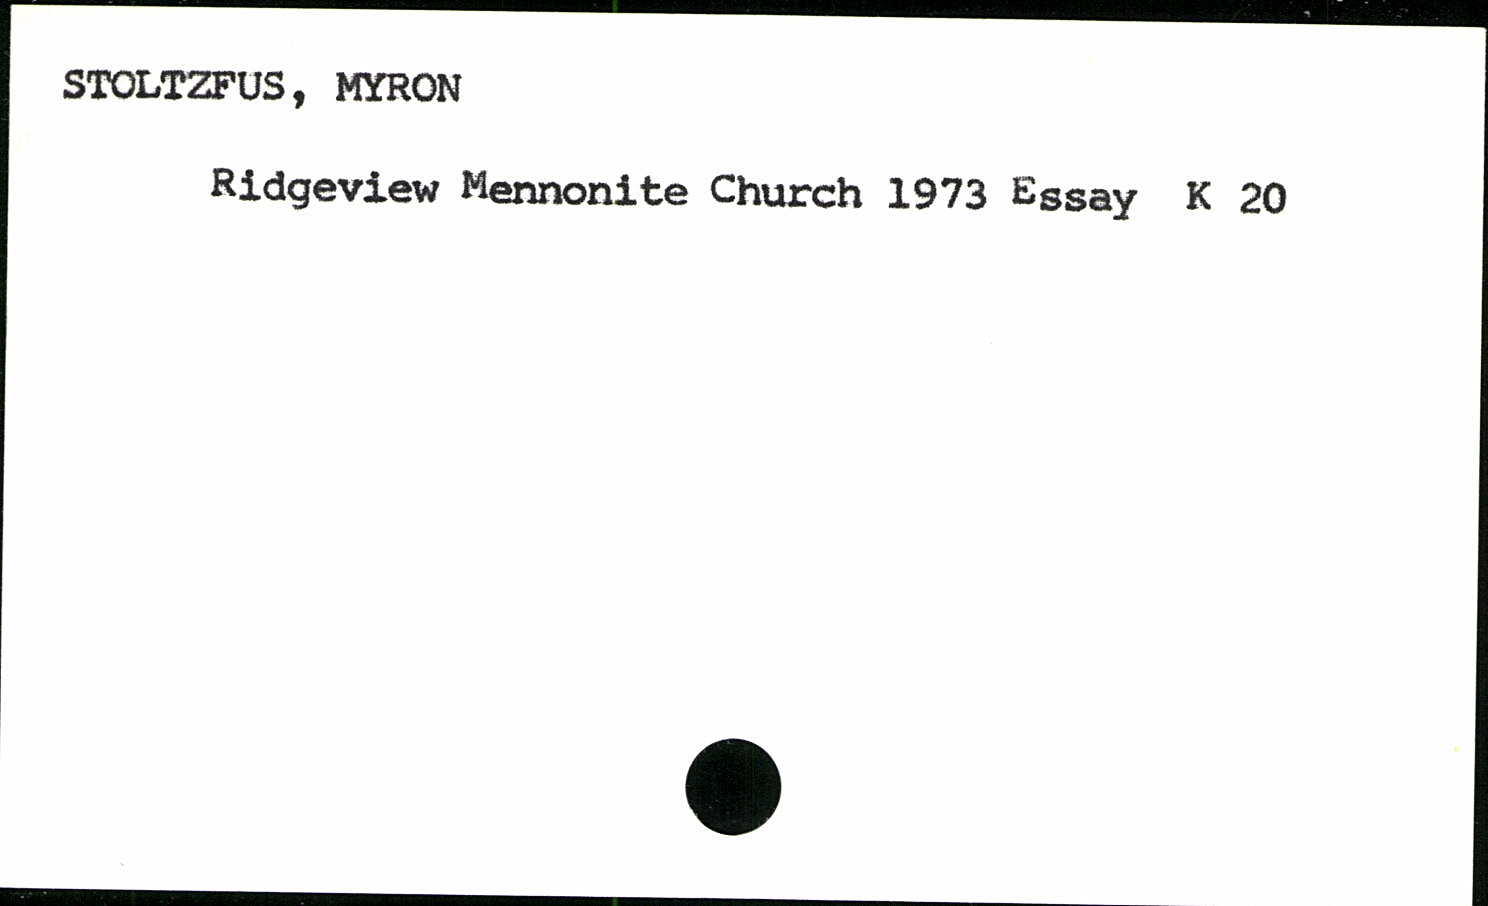 STOLTZFUS, MYRON
Ridgeview Mennonite Church 1973 Essay K 20